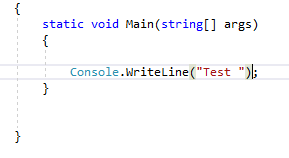 {
static void Main(string[] args)
{
Console.WriteLine("Test ");
}
}